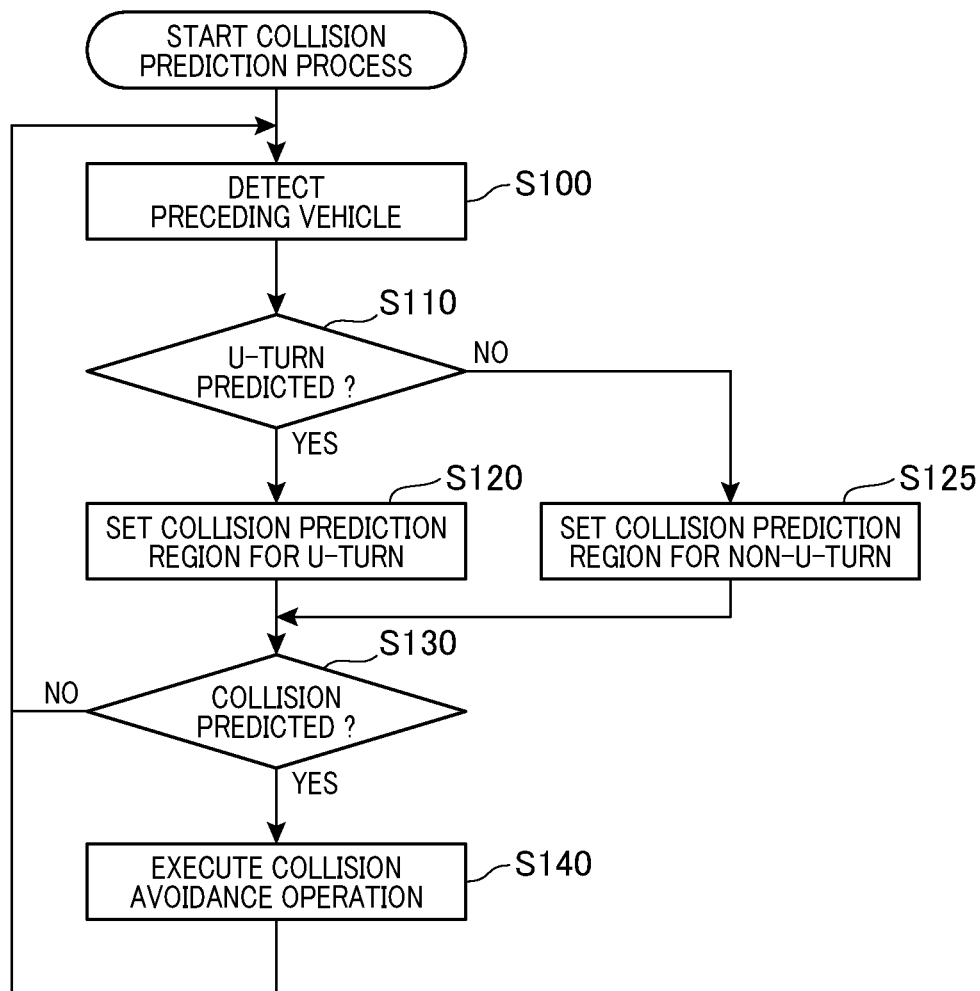 START COLLISION
PREDICTION PROCESS
DETECT
PRECEDING VEHICLE
S100
S110
U-TURN
PREDICTED ?
NO
YES
S120
SET COLLISION PREDICTION
REGION FOR U-TURN
S125
SET COLLISION PREDICTION
REGION FOR NON-U-TURN
S130
COLLISION
PREDICTED ?
NO
YES
EXECUTE COLLISION
AVOIDANCE OPERATION
S140